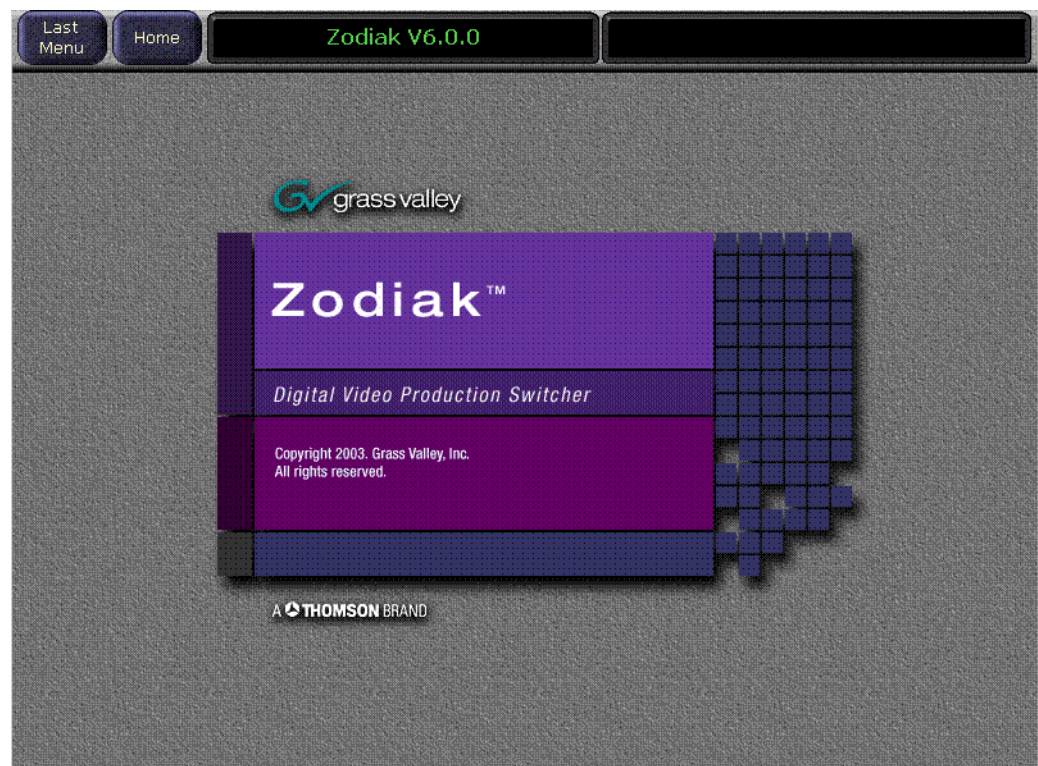 Last
Menu
Home
Zodiak V6.0.0
GV grass valley
Zodiak™
Digital Video Production Switcher
Copyright 2003. Grass Valley, Inc.
All rights reserved.
A THOMSON BRAND